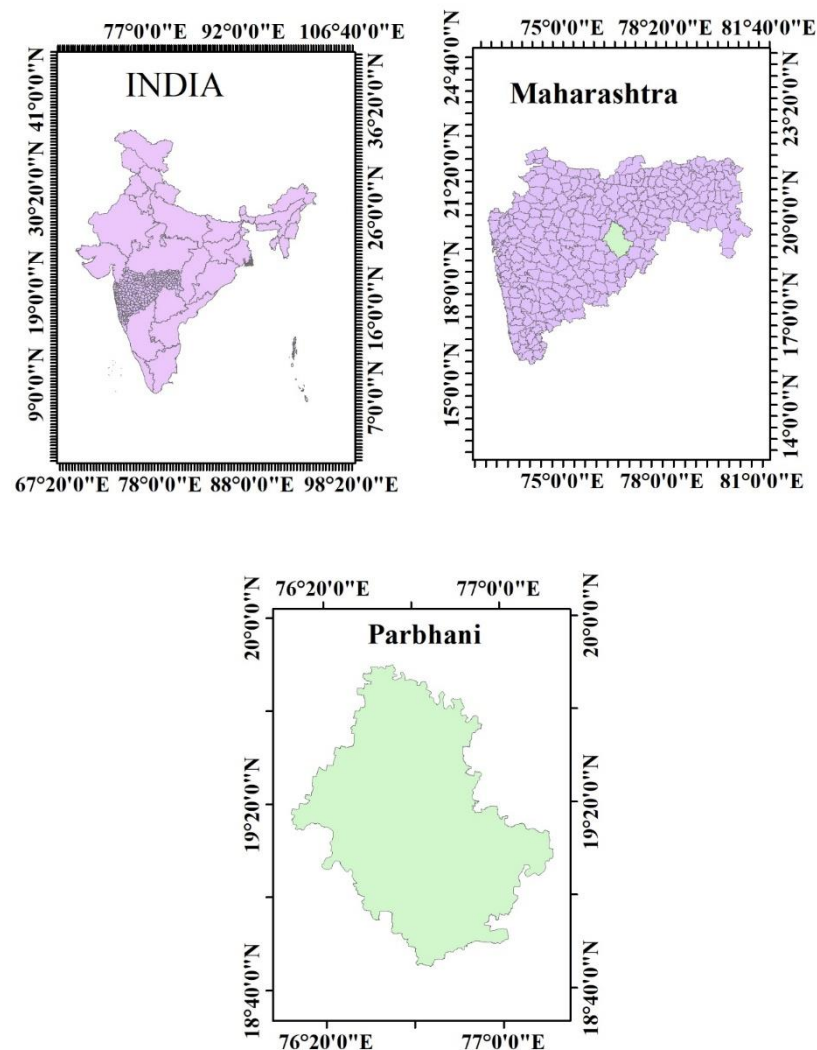 77°0'0"E 92°0'0"E 106°40'0"E
INDIA
41°0'0"N
30°20'0"N
19°0'0"N
9°0'0"N
39°20'0"N
26°0'0"N
16°0'0"N
7°0'0"N
67°20'0"E 78°0'0"E 88°0'0"E 98°20'0"E
75°0'0"E 78°20'0"E 81°40'0"E
Maharashtra
24°40'0"N
21°20'0"N
18°0'0"N
15°0'0"N
23°20'0"N
20°0'0"N
17°0'0"N
14°0'0"N
75°0'0"E 78°0'0"E 81°0'0"E
76°20'0"E 77°0'0"E
Parbhani
20°0'0"N
19°20'0"N
18°40'0"N
20°0'0"N
19°20'0"N
18°40'0"N
76°20'0"E 77°0'0"E